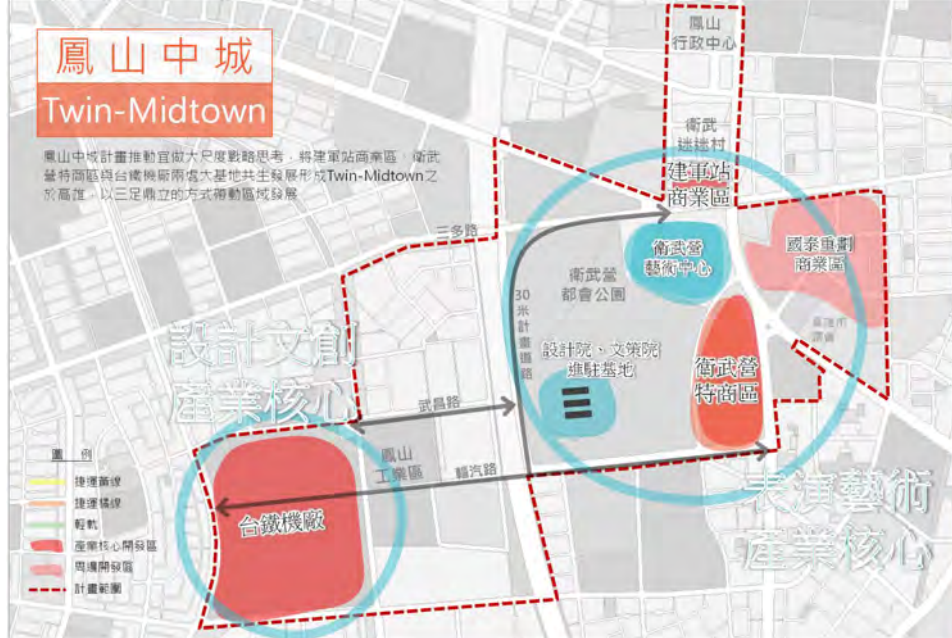 鳳山中城
Twin-Midtown
鳳山中城計畫推動宜做大尺度戰略思考，將建軍站商業區、衛武
營特商區與台鐵機廠兩處大基地共生發展形成Twin-Midtown之
於高雄，以三足鼎立的方式帶動區域發展
鳳山
行政中心
衛武
迷迷村
建軍站
商業區
三多路
衛武營
藝術中心
國泰重劃
商業區
衛武營
都會公園
30米計畫道路
設計文創
產業核心
設計院、文策院
進駐基地
衛武營
特商區
武昌路
鳳山
工業區
輜汽路
台鐵機廠
表演藝術
產業核心
圖 例
捷運黃線
捷運橘線
輕軌
產業核心開發區
周邊開發區
計畫範圍